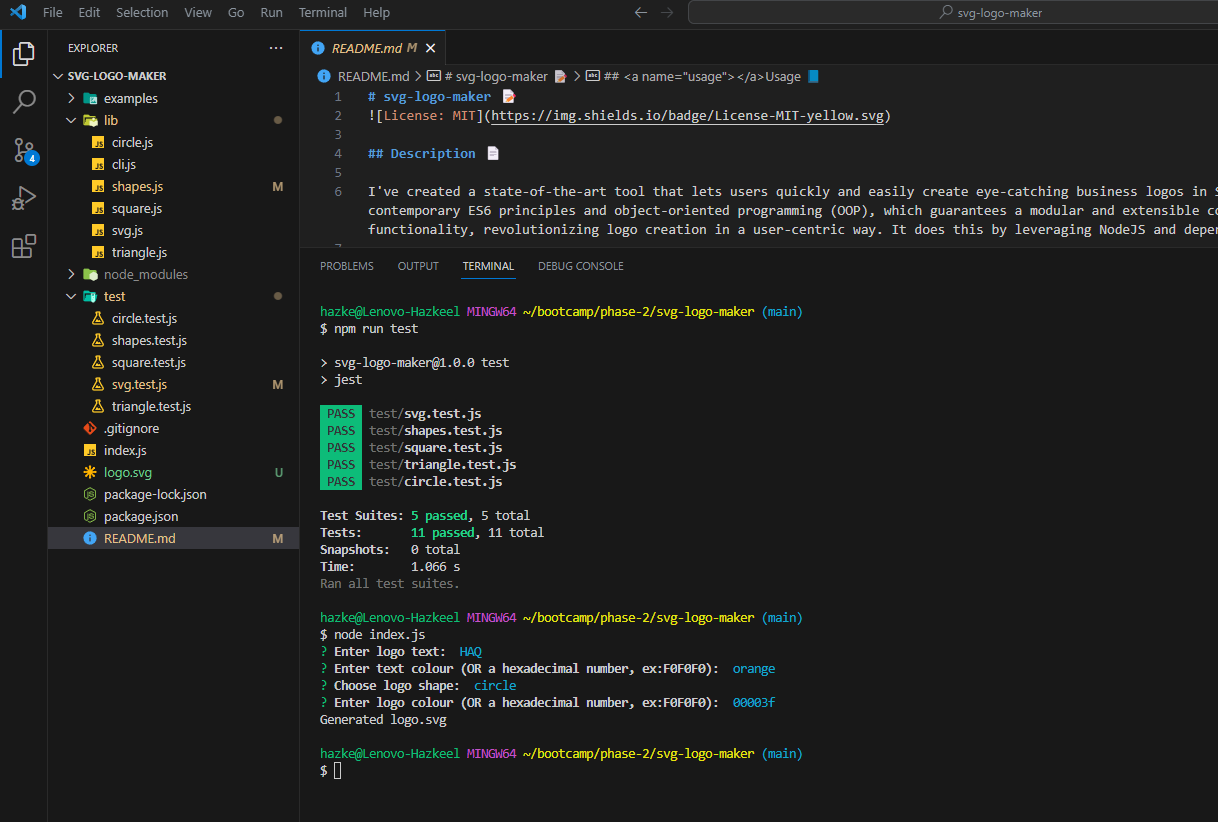 File Edit Selection View Go Run Terminal Help
svg-logo-maker
EXPLORER
SVG-LOGO-MAKER
examples
lib
circle.js
cli.js
shapes.js M
square.js
svg.js
triangle.js
node_modules
test
circle.test.js
shapes.test.js
square.test.js
svg.test.js M
triangle.test.js
.gitignore
index.js
logo.svg U
package-lock.json
package.json
README.md M
4
README.md M
README.md > # svg-logo-maker 📝 > ## <a name="usage"></a>Usage 📘
1 # svg-logo-maker 📝
2 ![License: MIT](https://img.shields.io/badge/License-MIT-yellow.svg)
3
4 ## Description 📄
5
6 I've created a state-of-the-art tool that lets users quickly and easily create eye-catching business logos in
contemporary ES6 principles and object-oriented programming (OOP), which guarantees a modular and extensible
functionality, revolutionizing logo creation in a user-centric way. It does this by leveraging NodeJS and
PROBLEMS OUTPUT TERMINAL DEBUG CONSOLE
hazke@Lenovo-Hazkeel MINGW64 ~/bootcamp/phase-2/svg-logo-maker (main)
$ npm run test
> svg-logo-maker@1.0.0 test
> jest
PASS test/svg.test.js
PASS test/shapes.test.js
PASS test/square.test.js
PASS test/triangle.test.js
PASS test/circle.test.js
Test Suites: 5 passed, 5 total
Tests: 11 passed, 11 total
Snapshots: 0 total
Time: 1.066 s
Ran all test suites.
hazke@Lenovo-Hazkeel MINGW64 ~/bootcamp/phase-2/svg-logo-maker (main)
$ node index.js
? Enter logo text: HAQ
? Enter text colour (OR a hexadecimal number, ex:F0F0F0): orange
? Choose logo shape: circle
? Enter logo colour (OR a hexadecimal number, ex:F0F0F0): 00003f
Generated logo.svg
hazke@Lenovo-Hazkeel MINGW64 ~/bootcamp/phase-2/svg-logo-maker (main)
$